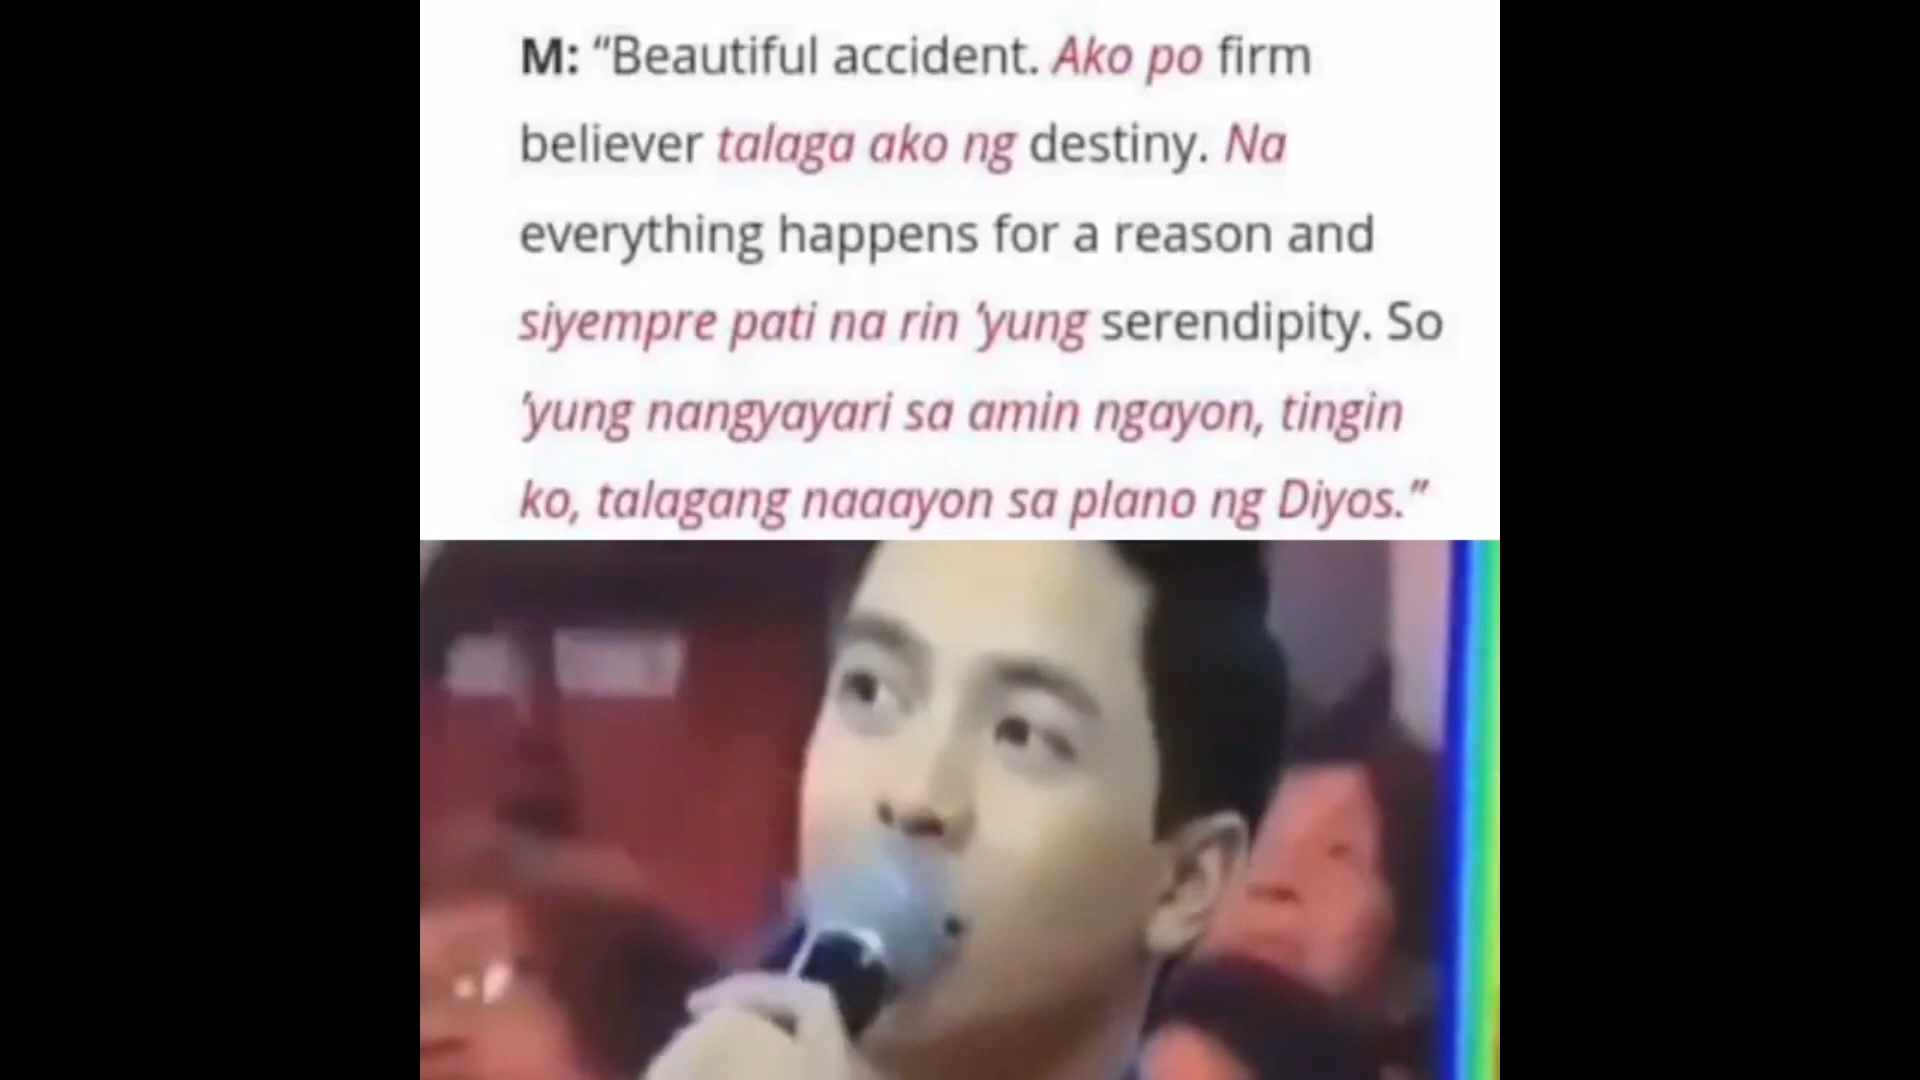 M: “Beautiful accident. Ako po firm
believer talaga ako ng destiny. Na
everything happens for a reason and
siyempre pati na rin ’yung serendipity. So
’yung nangyayari sa amin ngayon, tingin
ko, talagang naaayon sa plano ng Diyos.”